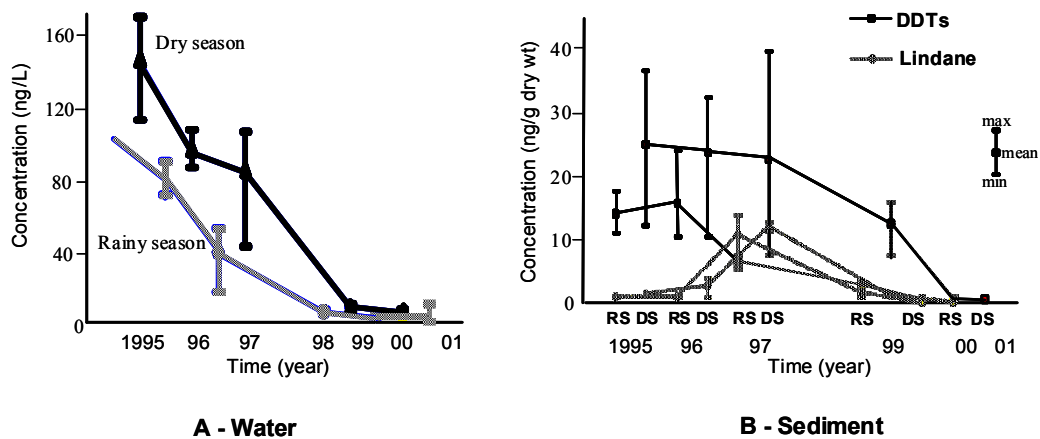 160
120
80
40
0
Concentration (ng/L)
Dry season
Rainy season
1995 96 97 98 99 00 01
Time (year)
A - Water
DDTs
Lindane
40
30
20
10
0
Concentration (ng/g dry wt)
max
mean
min
RS DS RS DS RS DS RS DS RS DS
1995 96 97 99 00 01
Time (year)
B - Sediment